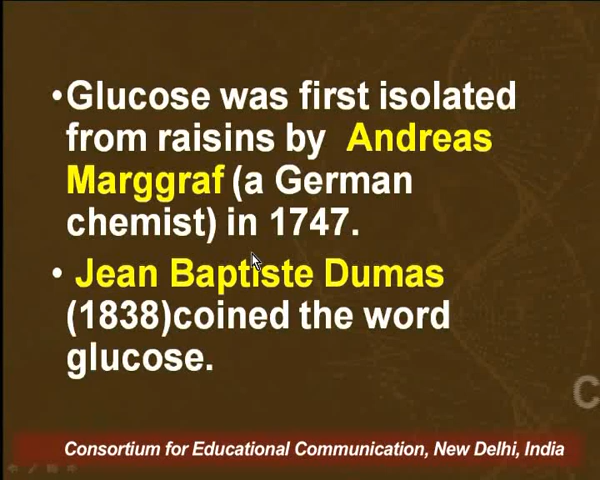 •Glucose was first isolated
from raisins by Andreas
Marggraf (a German
chemist) in 1747.
• Jean Baptiste Dumas
(1838)coined the word
glucose.
C
Consortium for Educational Communication, New Delhi, India